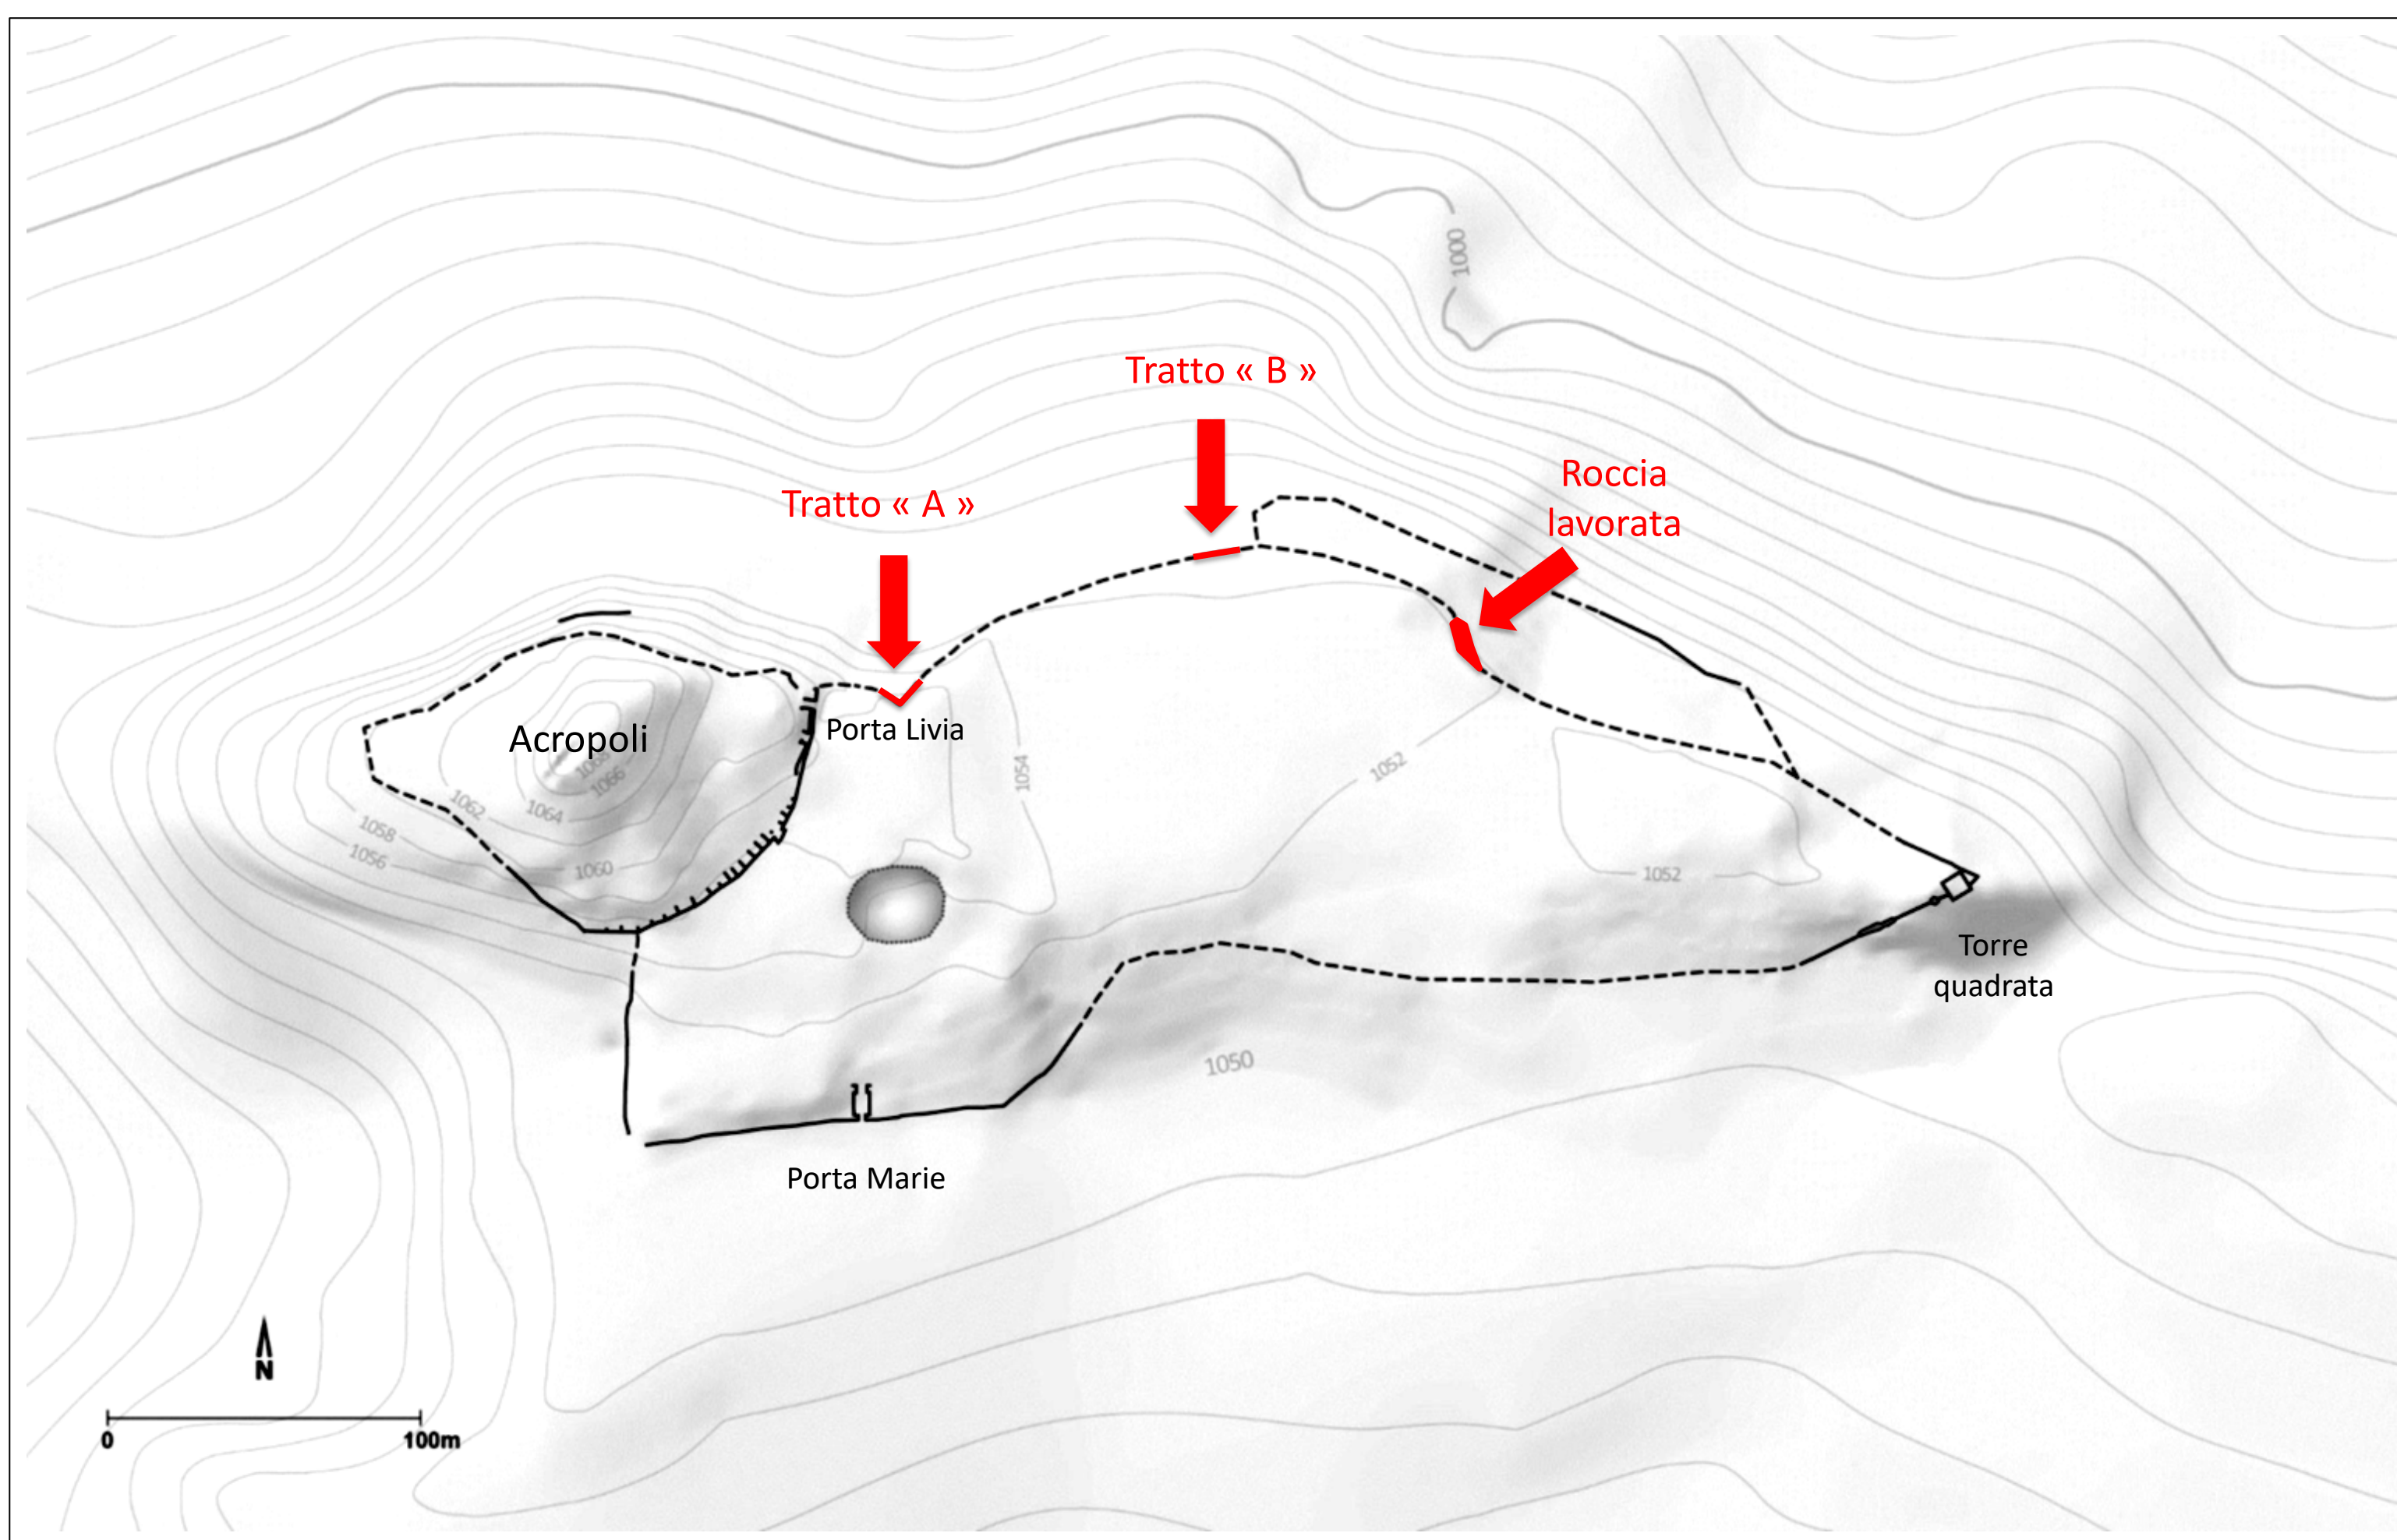 1000
Tratto « B »
Roccia
lavorata
Tratto « A »
Porta Livia
Acropoli
1068
1066
1064
1062
1058
1056
1060
1054
1052
1052
Torre
quadrata
1050
Porta Marie
N
0
100m